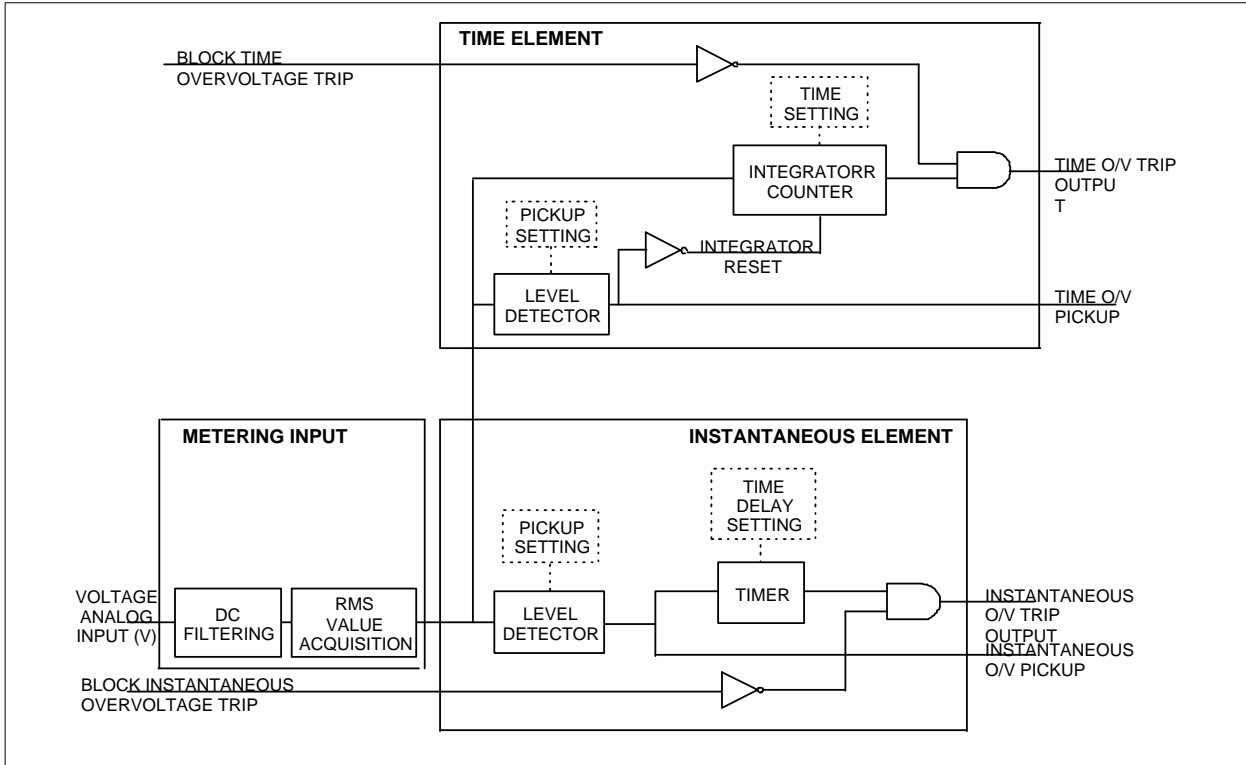 TIME ELEMENT
BLOCK TIME
OVERVOLTAGE TRIP
TIME
SETTING
INTEGRATORR
COUNTER
TIME O/V TRIP
OUTPU
T
PICKUP
SETTING
INTEGRATOR
RESET
LEVEL
DETECTOR
TIME O/V
PICKUP
METERING INPUT
INSTANTANEOUS ELEMENT
TIME
DELAY
SETTING
PICKUP
SETTING
VOLTAGE
ANALOG
INPUT (V)
DC
FILTERING
RMS
VALUE
ACQUISITION
LEVEL
DETECTOR
TIMER
INSTANTANEOUS
O/V TRIP
OUTPUT
INSTANTANEOUS
O/V PICKUP
BLOCK INSTANTANEOUS
OVERVOLTAGE TRIP